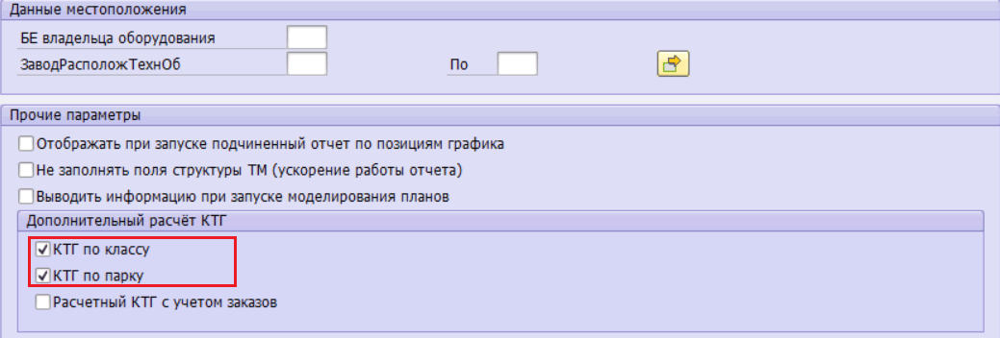 Данные местоположения
БЕ владельца оборудования
ЗаводРасположТехнОб По
Прочие параметры
Отображать при запуске подчиненный отчет по позициям графика
Не заполнять поля структуры ТМ (ускорение работы отчета)
Выводить информацию при запуске моделирования планов
Дополнительный расчёт КТГ
КТГ по классу
КТГ по парку
Расчетный КТГ с учетом заказов